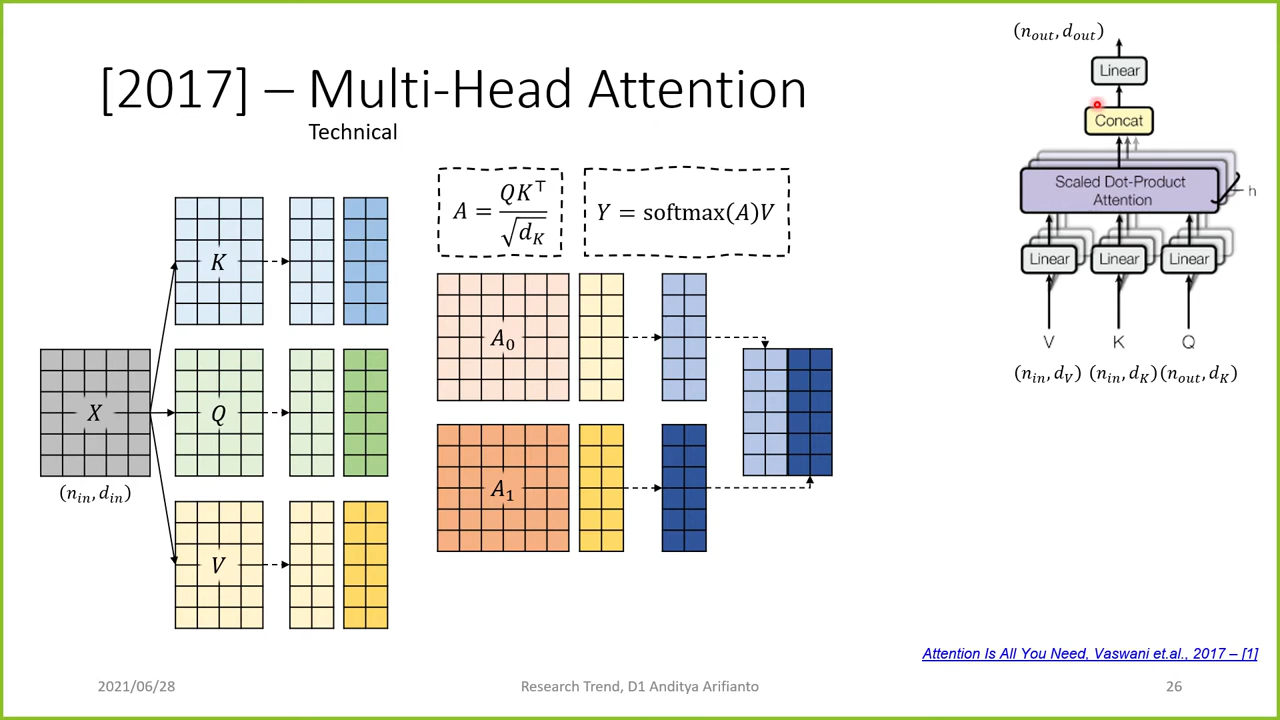 [2017] – Multi-Head Attention
Technical
K
Q
V
X
(n_in, d_in)
A = QK⊤ / √d_K
Y = softmax(A)V
A₀
A₁
(n_out, d_out)
Linear
Concat
Scaled Dot-Product
Attention
h
Linear Linear Linear
V K Q
(n_in, d_V) (n_in, d_K) (n_out, d_K)
Attention Is All You Need, Vaswani et.al., 2017 – [1]
2021/06/28 Research Trend, D1 Anditya Arifianto 26